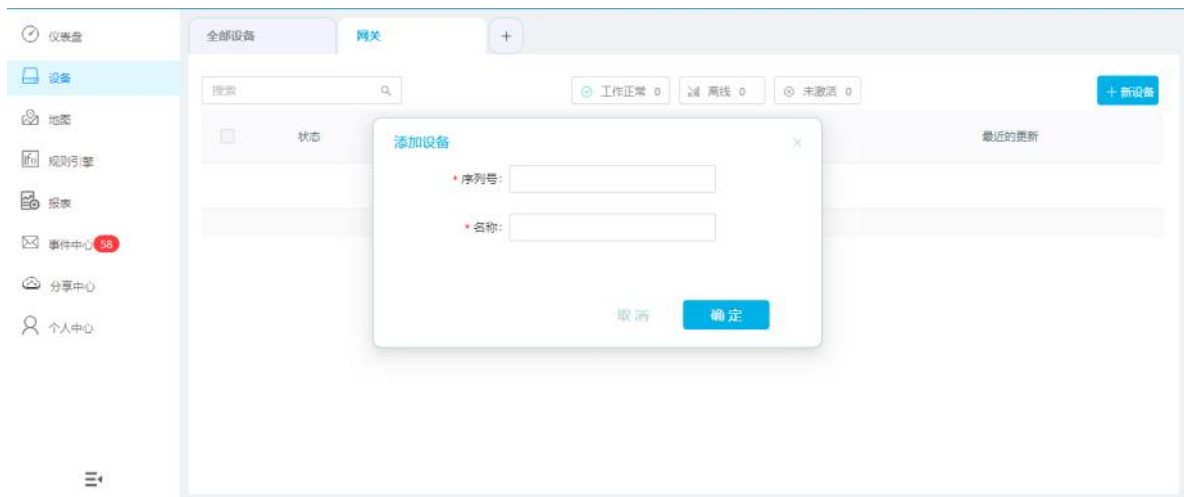 仪表盘
设备
地图
规则引擎
报表
事件中心 58
分享中心
个人中心
全部设备 网关 +
搜索 工作正常 0 离线 0 未激活 0 + 新设备
状态 最近的更新
添加设备 ×
* 序列号:
* 名称:
取消 确定